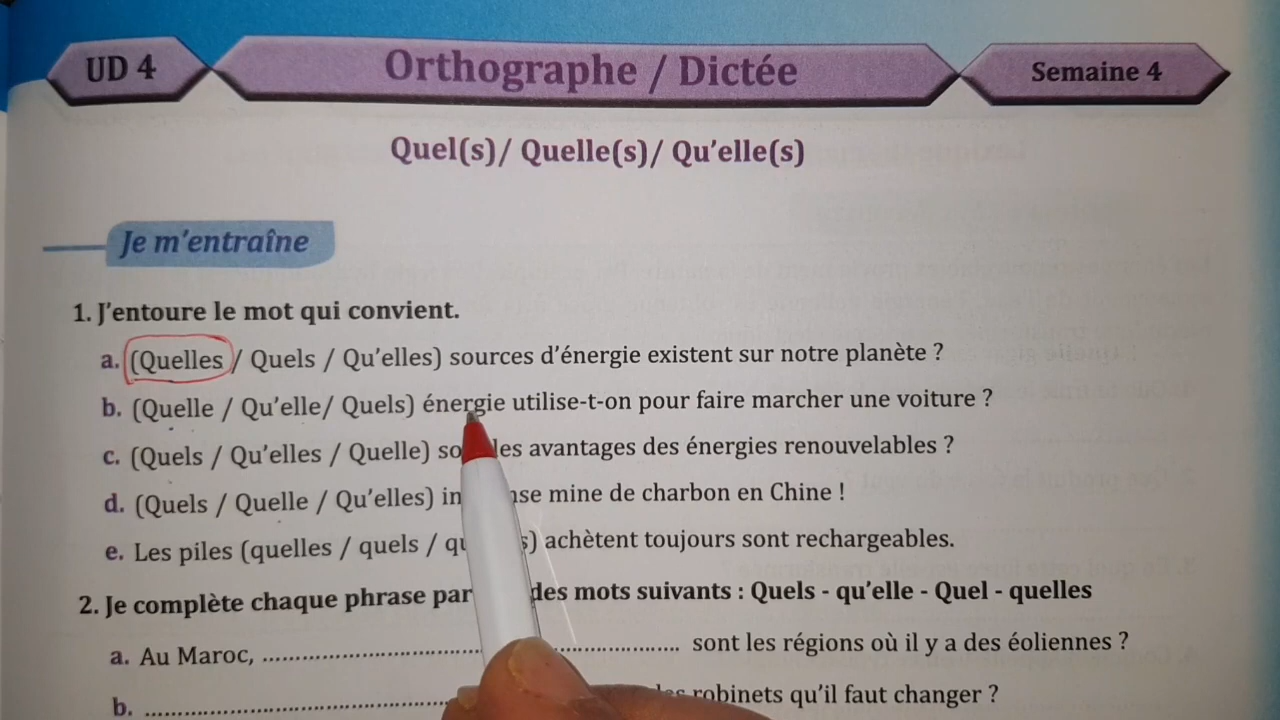 UD 4
Orthographe / Dictée
Semaine 4
Quel(s)/ Quelle(s)/ Qu'elle(s)
Je m'entraîne
1. J'entoure le mot qui convient.
a. (Quelles / Quels / Qu'elles) sources d'énergie existent sur notre planète ?
b. (Quelle / Qu'elle/ Quels) énergie utilise-t-on pour faire marcher une voiture ?
c. (Quels / Qu'elles / Quelle) les avantages des énergies renouvelables ?
d. (Quels / Quelle / Qu'elles) mine de charbon en Chine !
e. Les piles (quelles / quels / achètent toujours sont rechargeables.
2. Je complète chaque phrase par des mots suivants : Quels - qu'elle - Quel - quelles
a. Au Maroc, .................... sont les régions où il y a des éoliennes ?
b. .................... robinets qu'il faut changer ?